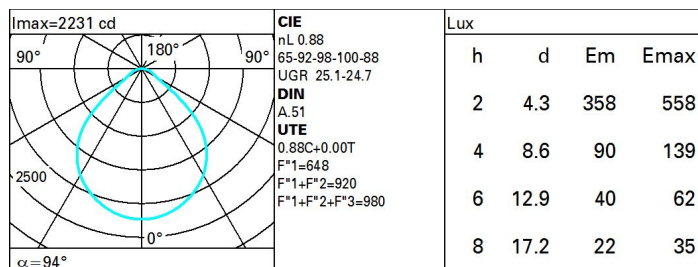 Imax=2231 cd
90° 180° 90°
2500
0°
α=94°
CIE
nL 0.88
65-92-98-100-88
UGR 25.1-24.7
DIN
A.51
UTE
0.88C+0.00T
F"1=648
F"1+F"2=920
F"1+F"2+F"3=980
Lux
h d Em Emax
2 4.3 358 558
4 8.6 90 139
6 12.9 40 62
8 17.2 22 35